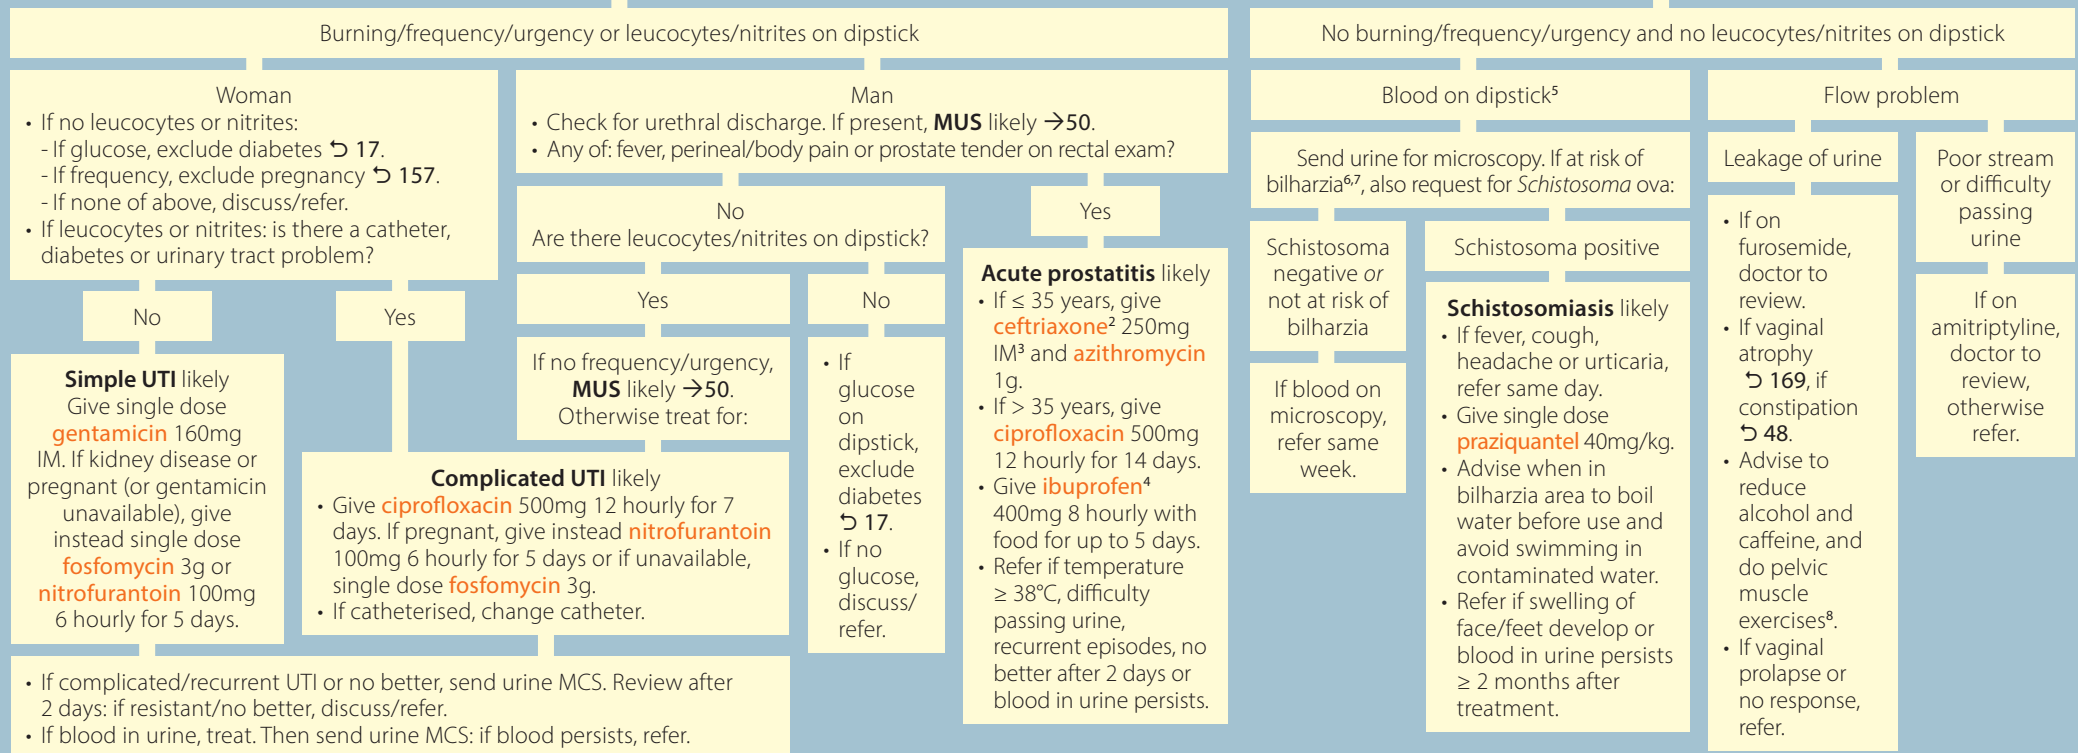 Burning/frequency/urgency or leucocytes/nitrites on dipstick
Woman
• If no leucocytes or nitrites:
- If glucose, exclude diabetes ⮌ 17.
- If frequency, exclude pregnancy ⮌ 157.
- If none of above, discuss/refer.
• If leucocytes or nitrites: is there a catheter,
diabetes or urinary tract problem?
No
Simple UTI likely
Give single dose
gentamicin 160mg
IM. If kidney disease or
pregnant (or gentamicin
unavailable), give
instead single dose
fosfomycin 3g or
nitrofurantoin 100mg
6 hourly for 5 days.
Yes
Man
• Check for urethral discharge. If present, MUS likely →50.
• Any of: fever, perineal/body pain or prostate tender on rectal exam?
No
Are there leucocytes/nitrites on dipstick?
Yes
If no frequency/urgency,
MUS likely →50.
Otherwise treat for:
Complicated UTI likely
• Give ciprofloxacin 500mg 12 hourly for 7
days. If pregnant, give instead nitrofurantoin
100mg 6 hourly for 5 days or if unavailable,
single dose fosfomycin 3g.
• If catheterised, change catheter.
• If complicated/recurrent UTI or no better, send urine MCS. Review after
2 days: if resistant/no better, discuss/refer.
• If blood in urine, treat. Then send urine MCS: if blood persists, refer.
No
• If
glucose
on
dipstick,
exclude
diabetes
⮌ 17.
• If no
glucose,
discuss/
refer.
Yes
Acute prostatitis likely
• If ≤ 35 years, give
ceftriaxone² 250mg
IM³ and azithromycin
1g.
• If > 35 years, give
ciprofloxacin 500mg
12 hourly for 14 days.
• Give ibuprofen⁴
400mg 8 hourly with
food for up to 5 days.
• Refer if temperature
≥ 38°C, difficulty
passing urine,
recurrent episodes, no
better after 2 days or
blood in urine persists.
No burning/frequency/urgency and no leucocytes/nitrites on dipstick
Blood on dipstick⁵
Send urine for microscopy. If at risk of
bilharzia⁶,⁷, also request for Schistosoma ova:
Schistosoma
negative or
not at risk of
bilharzia
If blood on
microscopy,
refer same
week.
Schistosoma positive
Schistosomiasis likely
• If fever, cough,
headache or urticaria,
refer same day.
• Give single dose
praziquantel 40mg/kg.
• Advise when in
bilharzia area to boil
water before use and
avoid swimming in
contaminated water.
• Refer if swelling of
face/feet develop or
blood in urine persists
≥ 2 months after
treatment.
Flow problem
Leakage of urine
• If on
furosemide,
doctor to
review.
• If vaginal
atrophy
⮌ 169, if
constipation
⮌ 48.
• Advise to
reduce
alcohol and
caffeine, and
do pelvic
muscle
exercises⁸.
• If vaginal
prolapse or
no response,
refer.
Poor stream
or difficulty
passing
urine
If on
amitriptyline,
doctor to
review,
otherwise
refer.